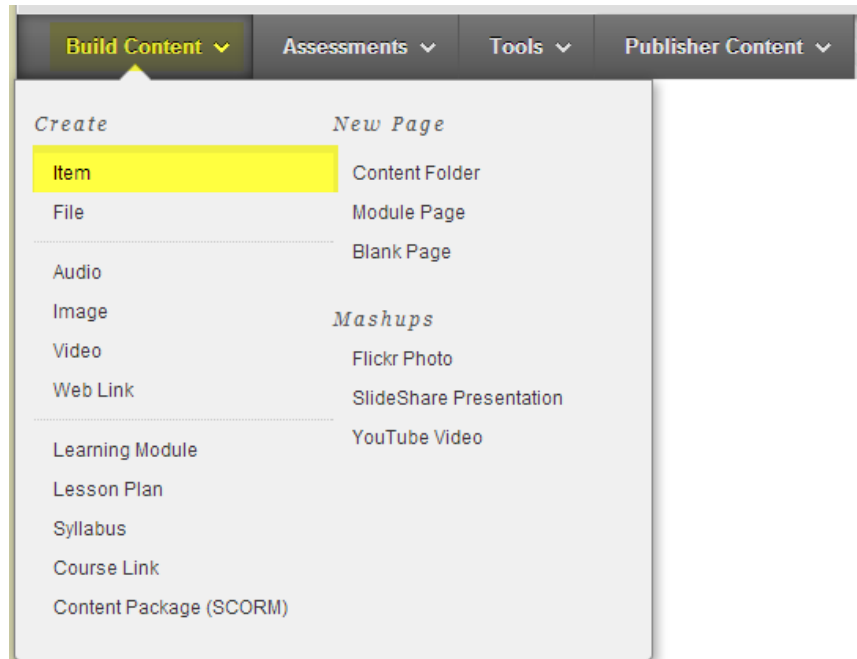 Build Content Assessments Tools Publisher Content
Create
Item
File
Audio
Image
Video
Web Link
Learning Module
Lesson Plan
Syllabus
Course Link
Content Package (SCORM)
New Page
Content Folder
Module Page
Blank Page
Mashups
Flickr Photo
SlideShare Presentation
YouTube Video